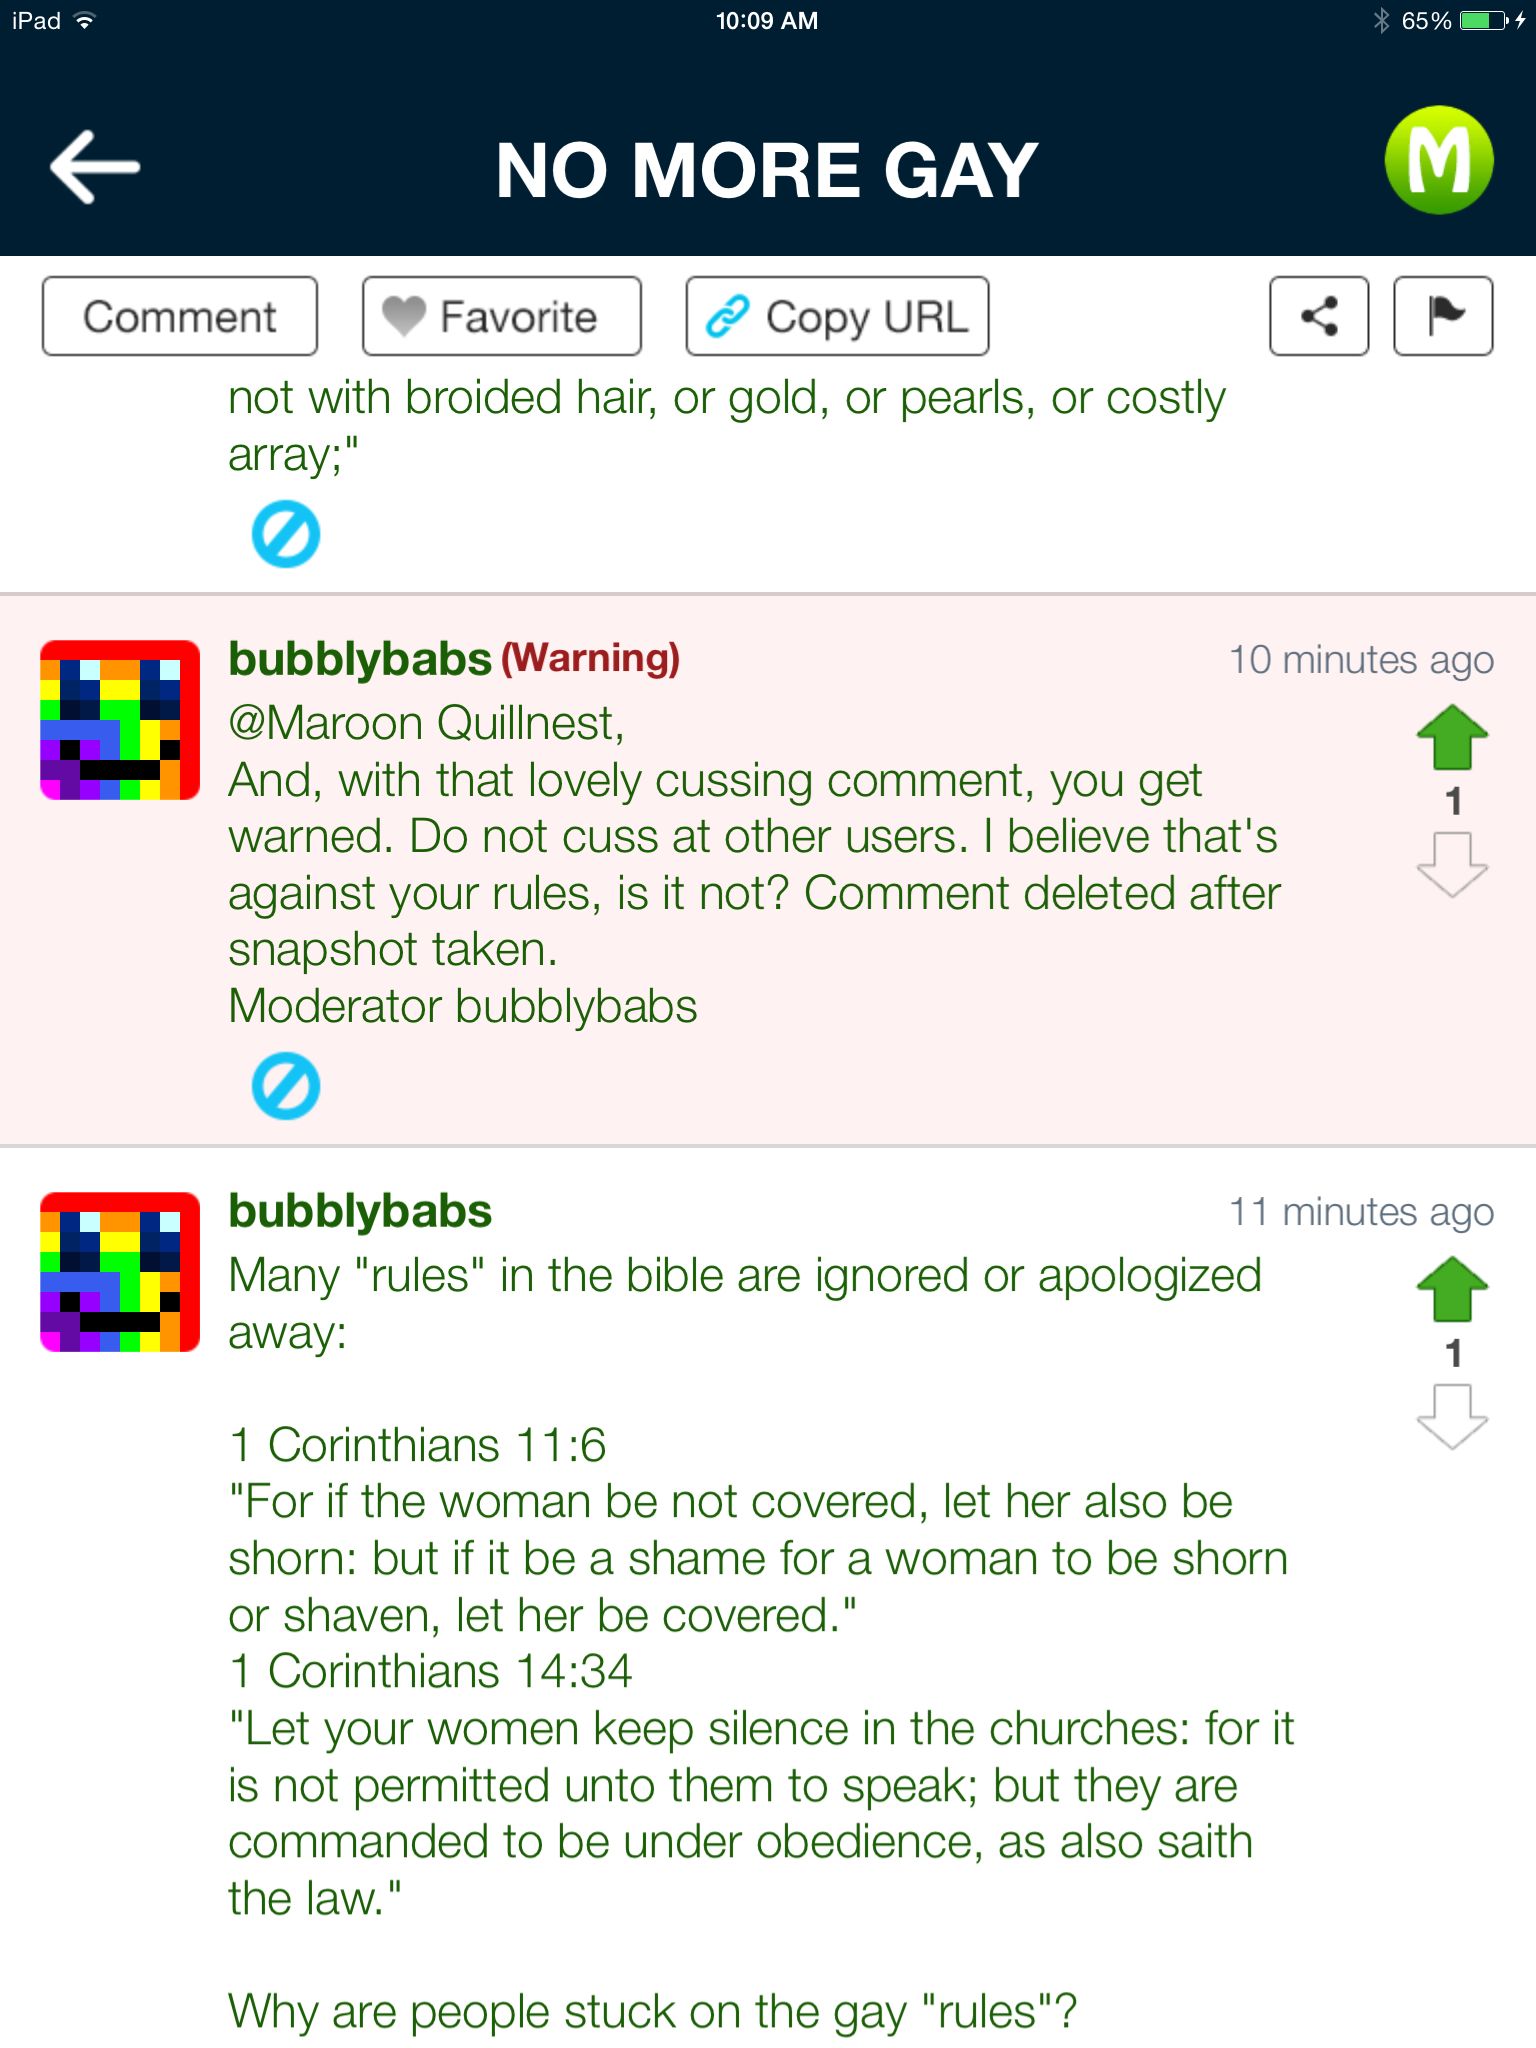 iPad
10:09 AM
65%
NO MORE GAY
M
Comment
Favorite
Copy URL
not with broided hair, or gold, or pearls, or costly
array;"
bubblybabs (Warning)
10 minutes ago
@Maroon Quillnest,
And, with that lovely cussing comment, you get
warned. Do not cuss at other users. I believe that's
against your rules, is it not? Comment deleted after
snapshot taken.
Moderator bubblybabs
1
bubblybabs
11 minutes ago
Many "rules" in the bible are ignored or apologized
away:
1
1 Corinthians 11:6
"For if the woman be not covered, let her also be
shorn: but if it be a shame for a woman to be shorn
or shaven, let her be covered."
1 Corinthians 14:34
"Let your women keep silence in the churches: for it
is not permitted unto them to speak; but they are
commanded to be under obedience, as also saith
the law."
Why are people stuck on the gay "rules"?